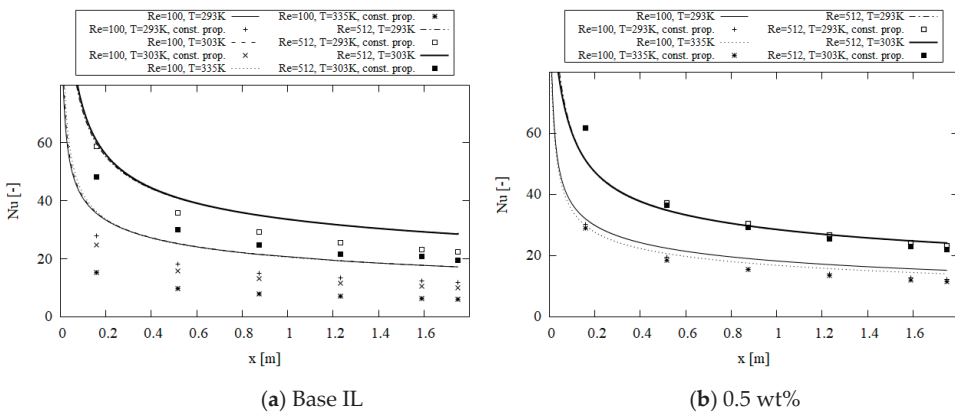 Re=100, T=293K
Re=100, T=335K, const. prop.
Re=100, T=293K, const. prop.
Re=512, T=293K
Re=100, T=303K
Re=512, T=293K, const. prop.
Re=100, T=303K, const. prop.
Re=512, T=303K
Re=100, T=335K
Re=512, T=303K, const. prop.
Nu [-]
60
40
20
0
0 0.2 0.4 0.6 0.8 1 1.2 1.4 1.6
x [m]
(a) Base IL
Re=100, T=293K
Re=512, T=293K
Re=100, T=293K, const. prop.
Re=512, T=293K, const. prop.
Re=100, T=335K
Re=512, T=303K
Re=100, T=335K, const. prop.
Re=512, T=303K, const. prop.
Nu [-]
60
40
20
0
0 0.2 0.4 0.6 0.8 1 1.2 1.4 1.6
x [m]
(b) 0.5 wt%